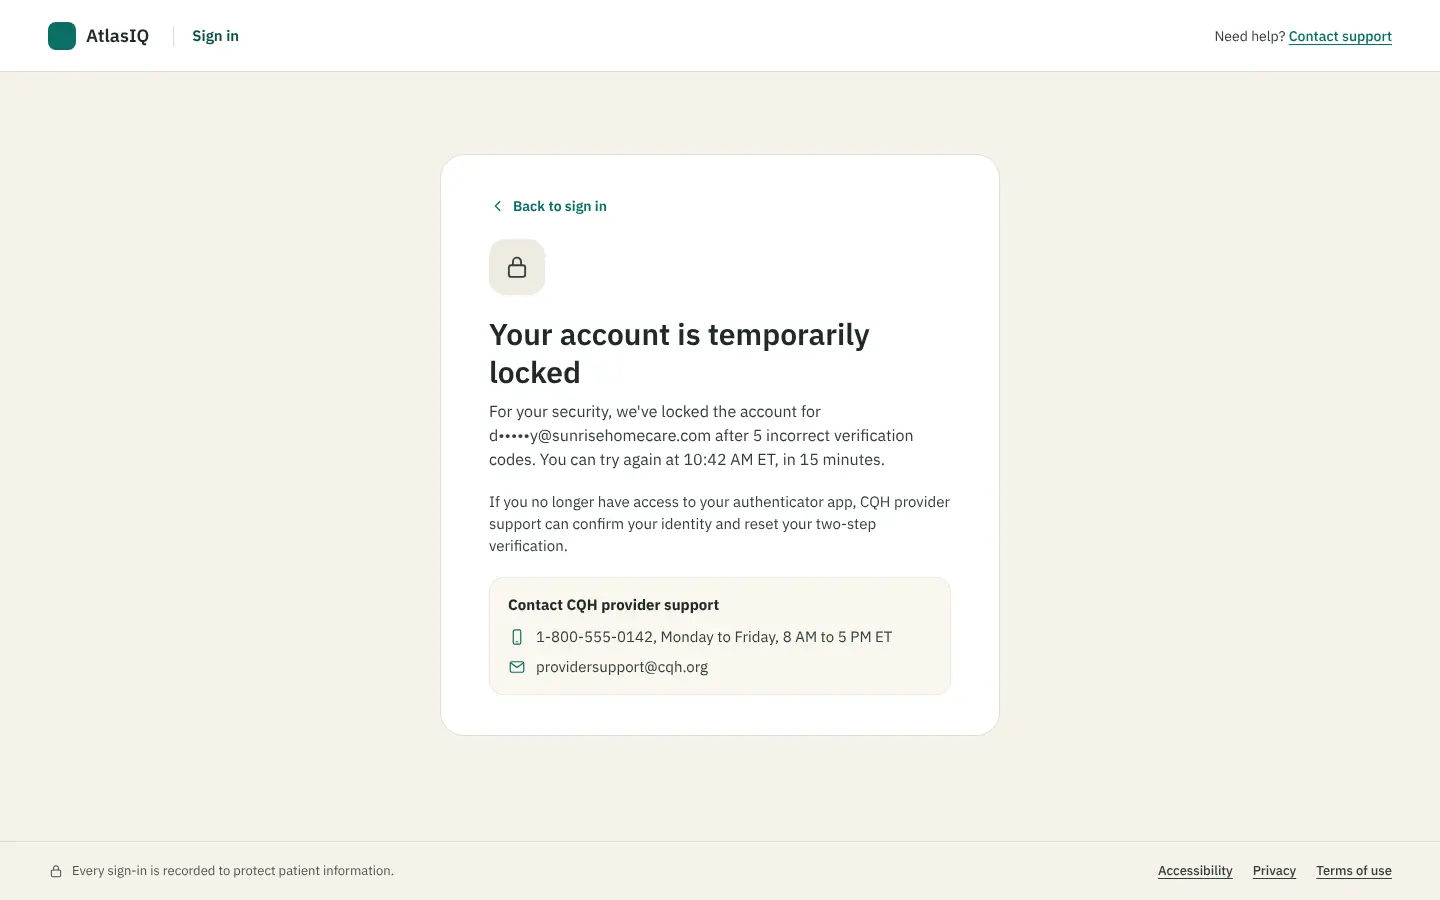 AtlasIQ
Sign in
Need help? Contact support
Back to sign in
Your account is temporarily
locked
For your security, we've locked the account for
d•••••y@sunrisehomecare.com after 5 incorrect verification
codes. You can try again at 10:42 AM ET, in 15 minutes.
If you no longer have access to your authenticator app, CQH provider
support can confirm your identity and reset your two-step
verification.
Contact CQH provider support
1-800-555-0142, Monday to Friday, 8 AM to 5 PM ET
providersupport@cqh.org
Every sign-in is recorded to protect patient information.
Accessibility
Privacy
Terms of use